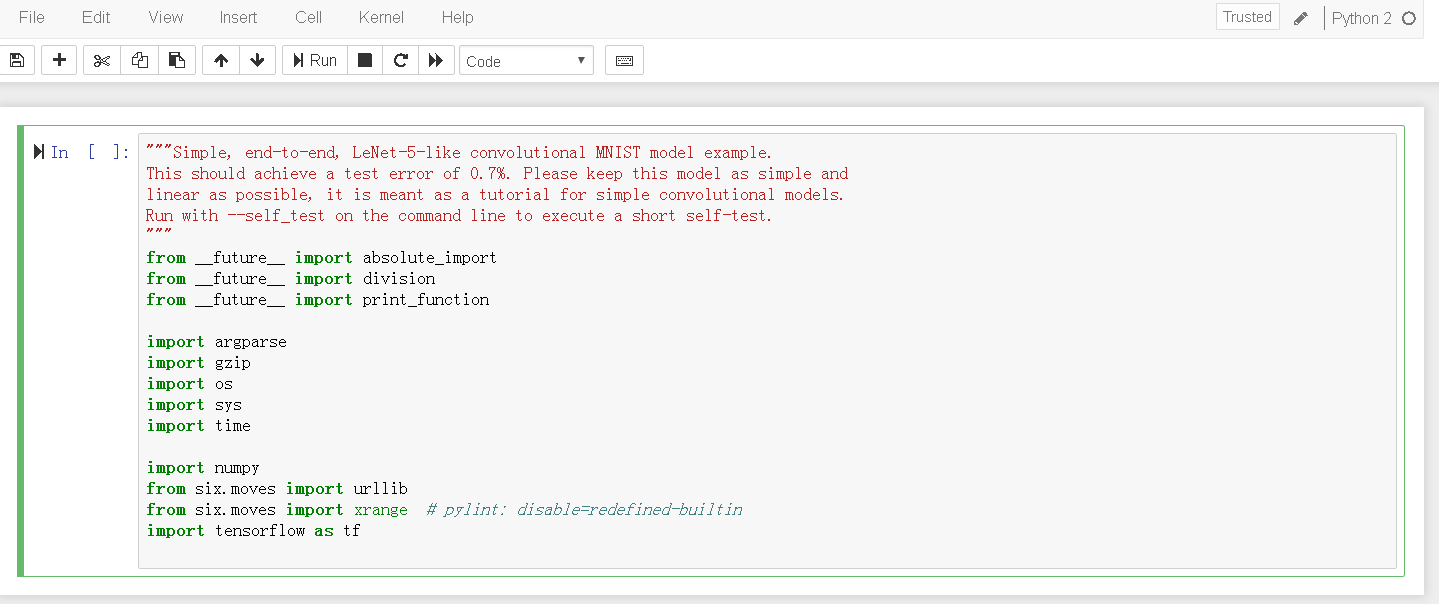 File Edit View Insert Cell Kernel Help Trusted Python 2
Run Code
In [ ]:
"""Simple, end-to-end, LeNet-5-like convolutional MNIST model example.
This should achieve a test error of 0.7%. Please keep this model as simple and
linear as possible, it is meant as a tutorial for simple convolutional models.
Run with --self_test on the command line to execute a short self-test.
"""
from __future__ import absolute_import
from __future__ import division
from __future__ import print_function
import argparse
import gzip
import os
import sys
import time
import numpy
from six.moves import urllib
from six.moves import xrange  # pylint: disable=redefined-builtin
import tensorflow as tf